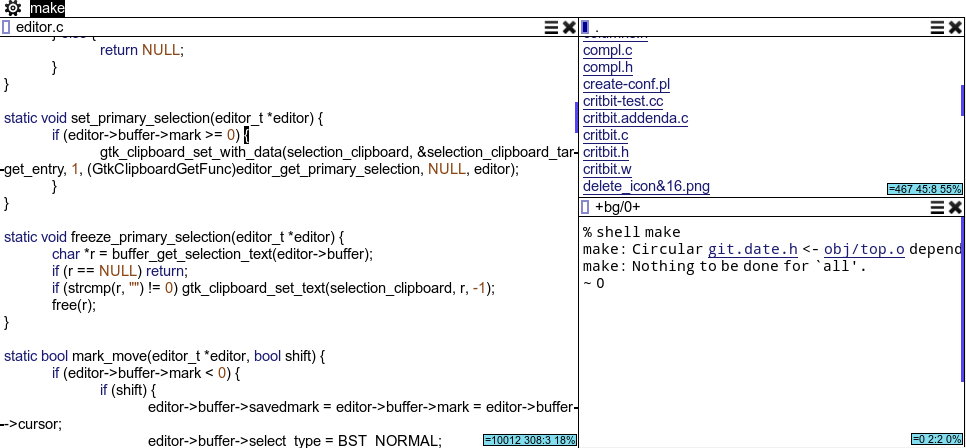 make
editor.c
} else {
return NULL;
}
}
static void set_primary_selection(editor_t *editor) {
if (editor->buffer->mark >= 0) {
gtk_clipboard_set_with_data(selection_clipboard, &selection_clipboard_tar-
get_entry, 1, (GtkClipboardGetFunc)editor_get_primary_selection, NULL, editor);
}
}
static void freeze_primary_selection(editor_t *editor) {
char *r = buffer_get_selection_text(editor->buffer);
if (r == NULL) return;
if (strcmp(r, "") != 0) gtk_clipboard_set_text(selection_clipboard, r, -1);
free(r);
}
static bool mark_move(editor_t *editor, bool shift) {
if (editor->buffer->mark < 0) {
if (shift) {
editor->buffer->savedmark = editor->buffer->mark = editor->buffer-
->cursor;
editor->buffer->select_type = BST_NORMAL;
=10012 308:3 18%
.
compl.c
compl.h
create-conf.pl
critbit-test.cc
critbit.addenda.c
critbit.c
critbit.h
critbit.w
delete_icon&16.png
=467 45:8 55%
+bg/0+
% shell make
make: Circular git.date.h <- obj/top.o depend
make: Nothing to be done for `all'.
~ 0
=0 2:2 0%